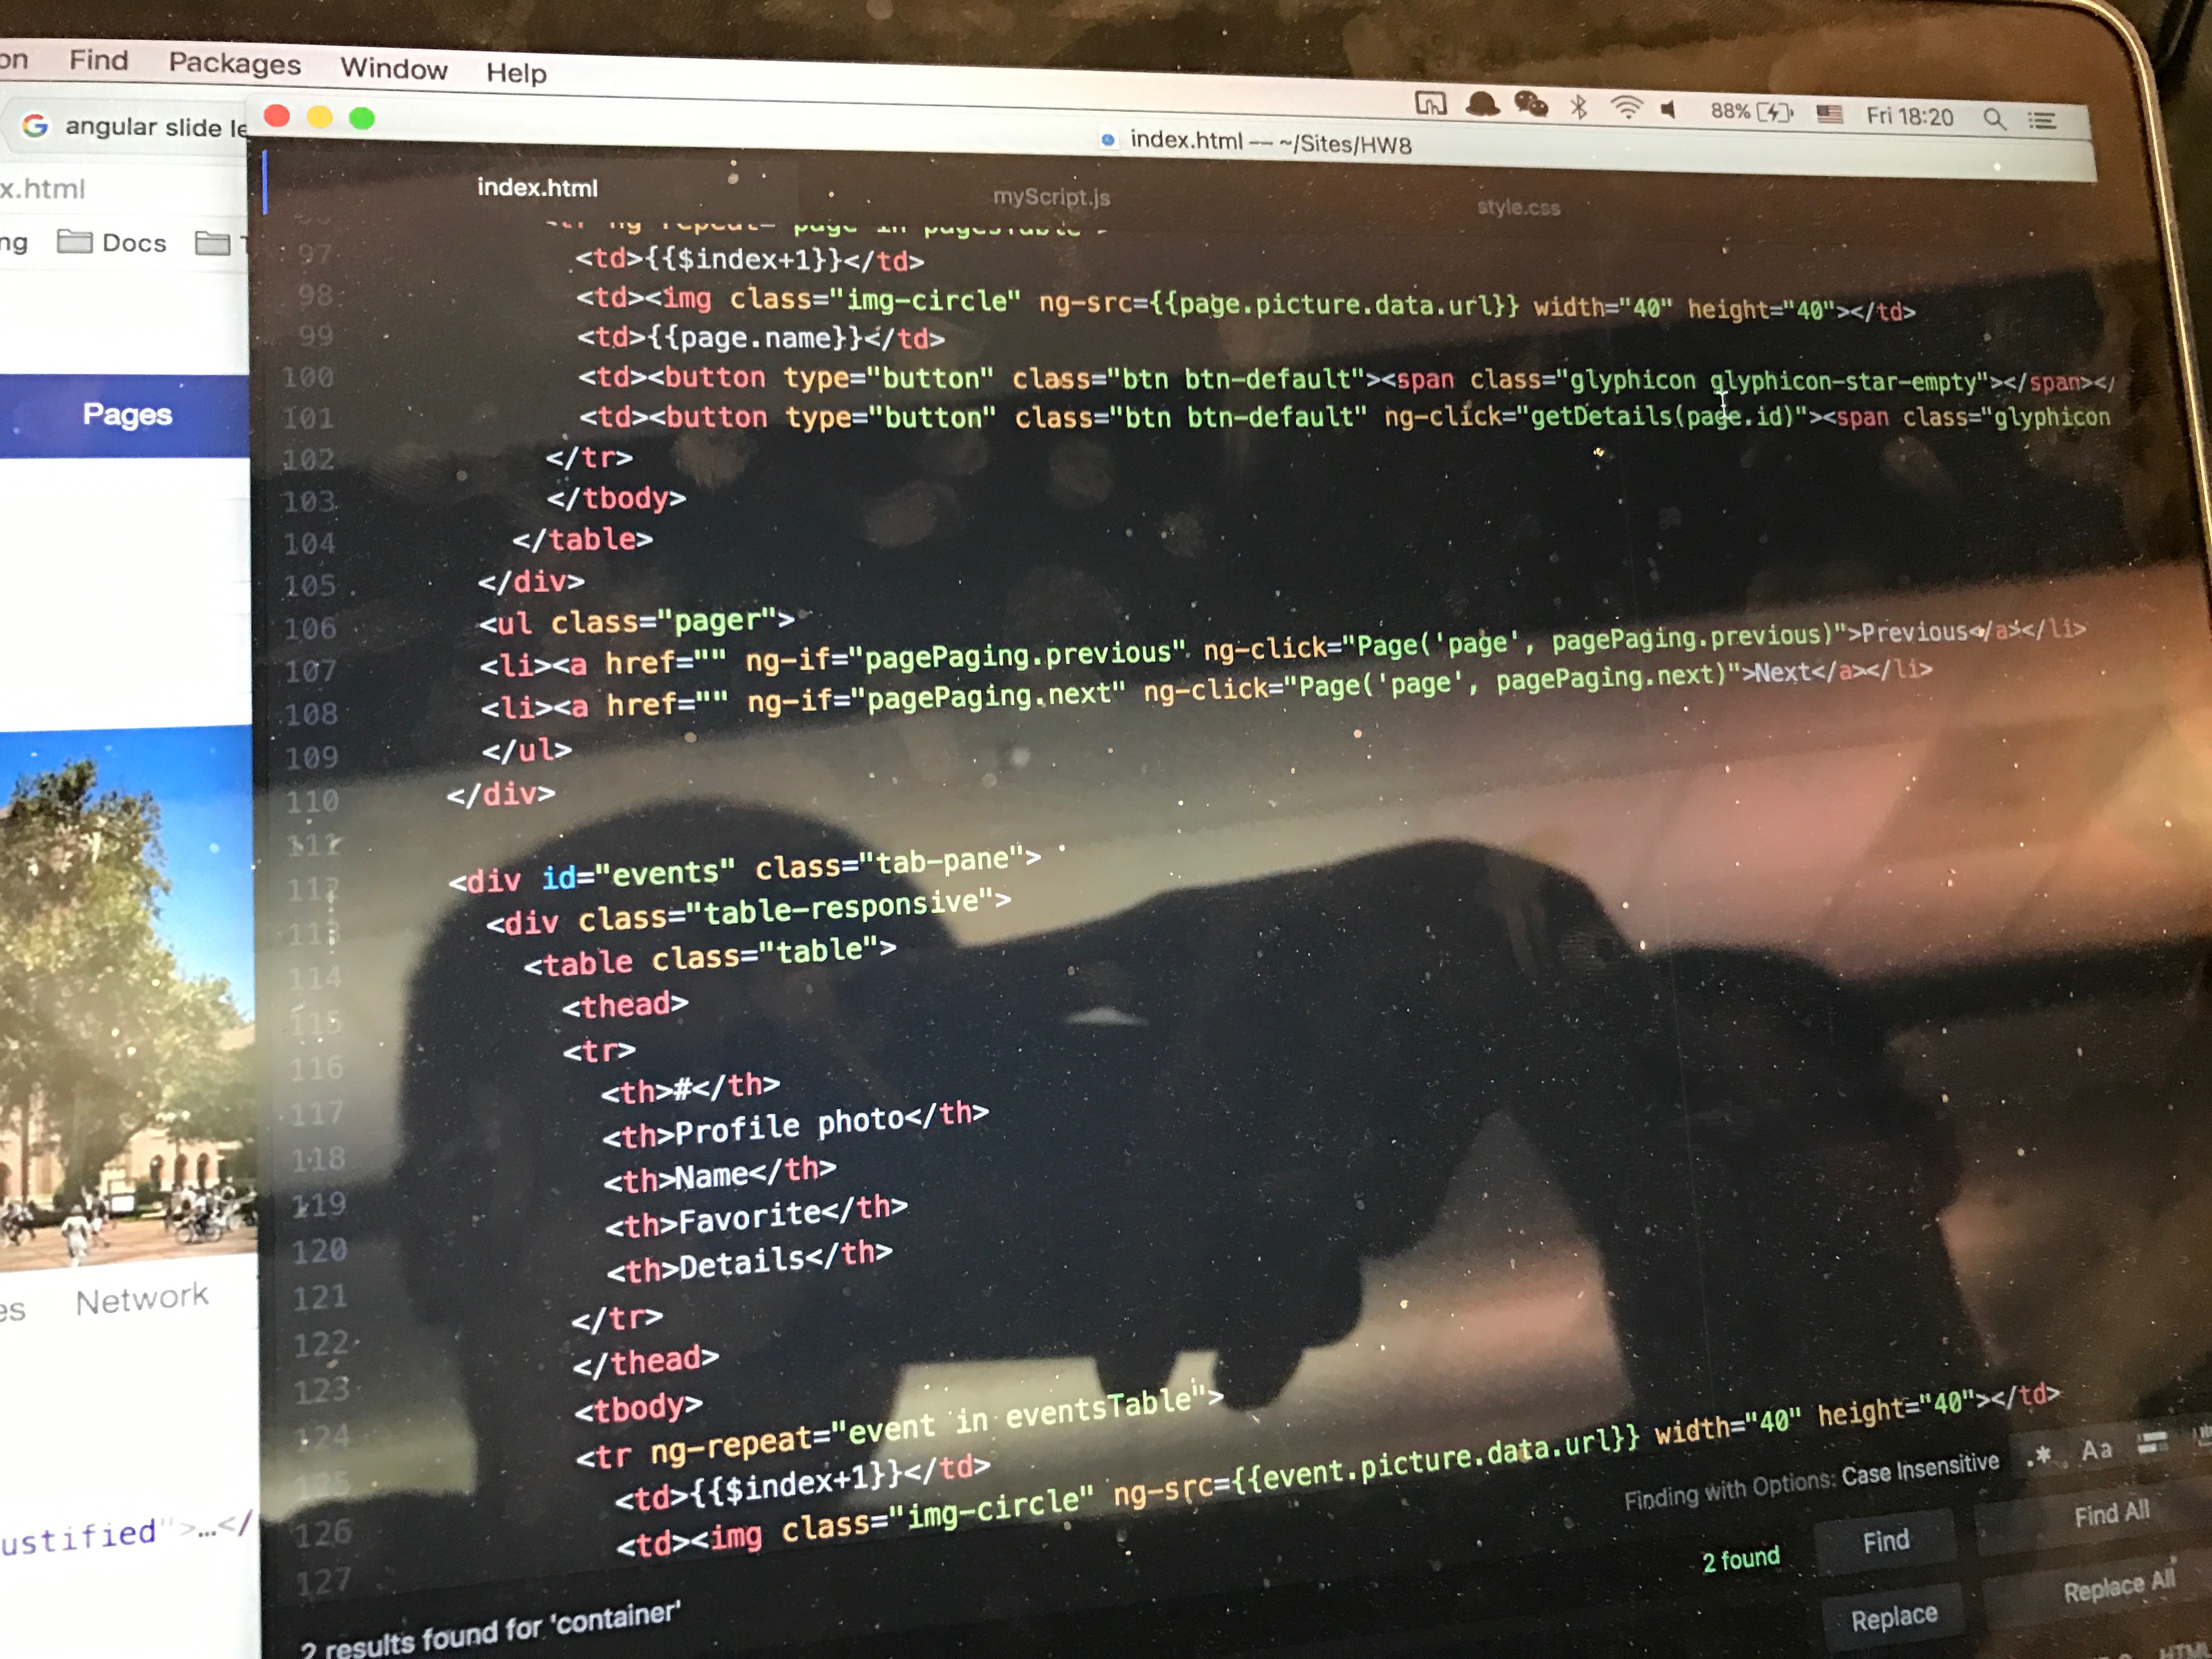 on Find Packages Window Help
88% Fri 18:20
angular slide le
index.html — ~/Sites/HW8
x.html
index.html myScript.js style.css
ng Docs
97 <td>{{$index+1}}</td>
98 <td><img class="img-circle" ng-src={{page.picture.data.url}} width="40" height="40"></td>
99 <td>{{page.name}}</td>
100 <td><button type="button" class="btn btn-default"><span class="glyphicon glyphicon-star-empty"></span></
101 <td><button type="button" class="btn btn-default" ng-click="getDetails(page.id)"><span class="glyphicon
Pages
102 </tr>
103 </tbody>
104 </table>
105 </div>
106 <ul class="pager">
107 <li><a href="" ng-if="pagePaging.previous" ng-click="Page('page', pagePaging.previous)">Previous</a></li>
108 <li><a href="" ng-if="pagePaging.next" ng-click="Page('page', pagePaging.next)">Next</a></li>
109 </ul>
110 </div>
111
112 <div id="events" class="tab-pane">
113 <div class="table-responsive">
114 <table class="table">
115 <thead>
116 <tr>
117 <th>#</th>
118 <th>Profile photo</th>
119 <th>Name</th>
120 <th>Favorite</th>
121 <th>Details</th>
122 </tr>
123 </thead>
124 <tbody>
125 <tr ng-repeat="event in eventsTable">
126 <td>{{$index+1}}</td>
127 <td><img class="img-circle" ng-src={{event.picture.data.url}} width="40" height="40"></td>
es Network
ustified">…</
Finding with Options: Case Insensitive .* Aa
2 found Find Find All
2 results found for 'container'
Replace Replace All